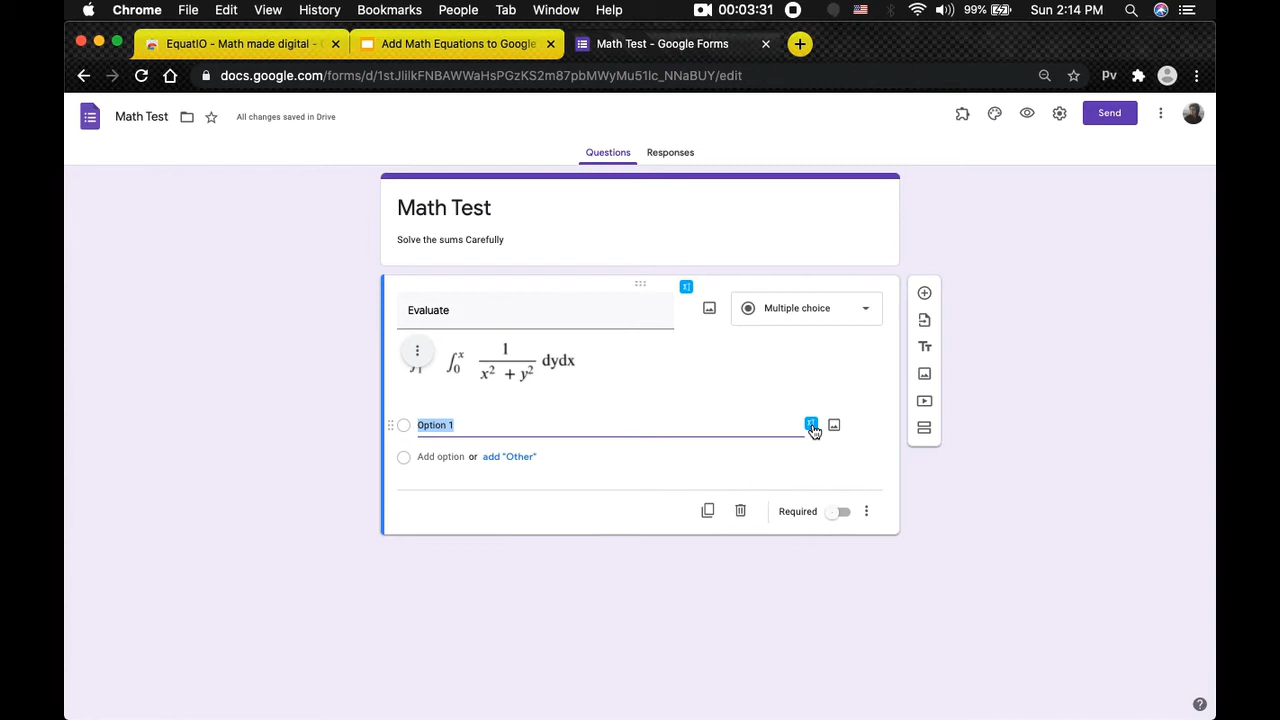 Chrome File Edit View History Bookmarks People Tab Window Help 00:03:31 99% Sun 2:14 PM
EquatIO - Math made digital - Add Math Equations to Google Math Test - Google Forms
docs.google.com/forms/d/1stJlilkFNBAWWaHsPGzKS2m87pbMWyMu51lc_NNaBUY/edit Pv
Math Test All changes saved in Drive Send
Questions Responses
Math Test
Solve the sums Carefully
Evaluate Multiple choice
∫₀ˣ 1/(x² + y²) dydx
Option 1
Add option or add "Other"
Required